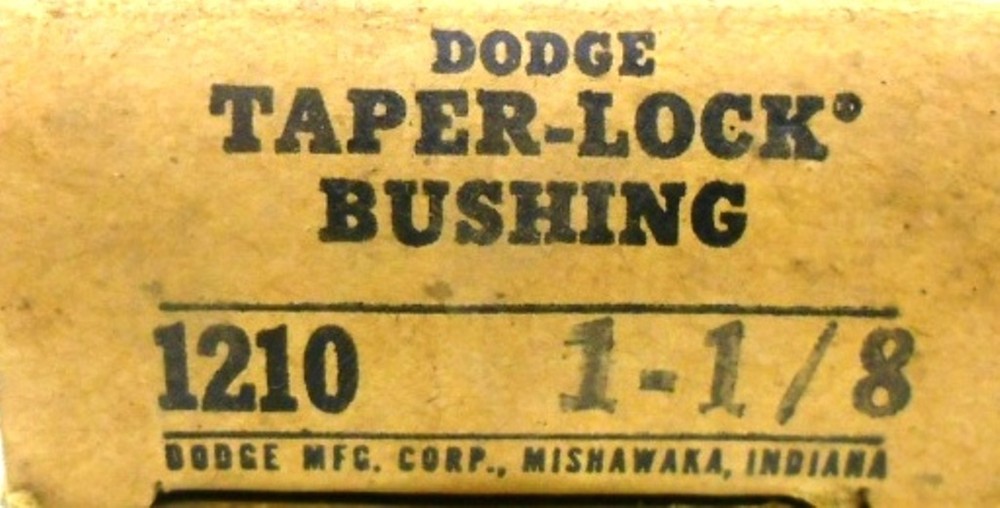 DODGE
TAPER-LOCK®
BUSHING
1210 1-1/8
DODGE MFG. CORP., MISHAWAKA, INDIANA